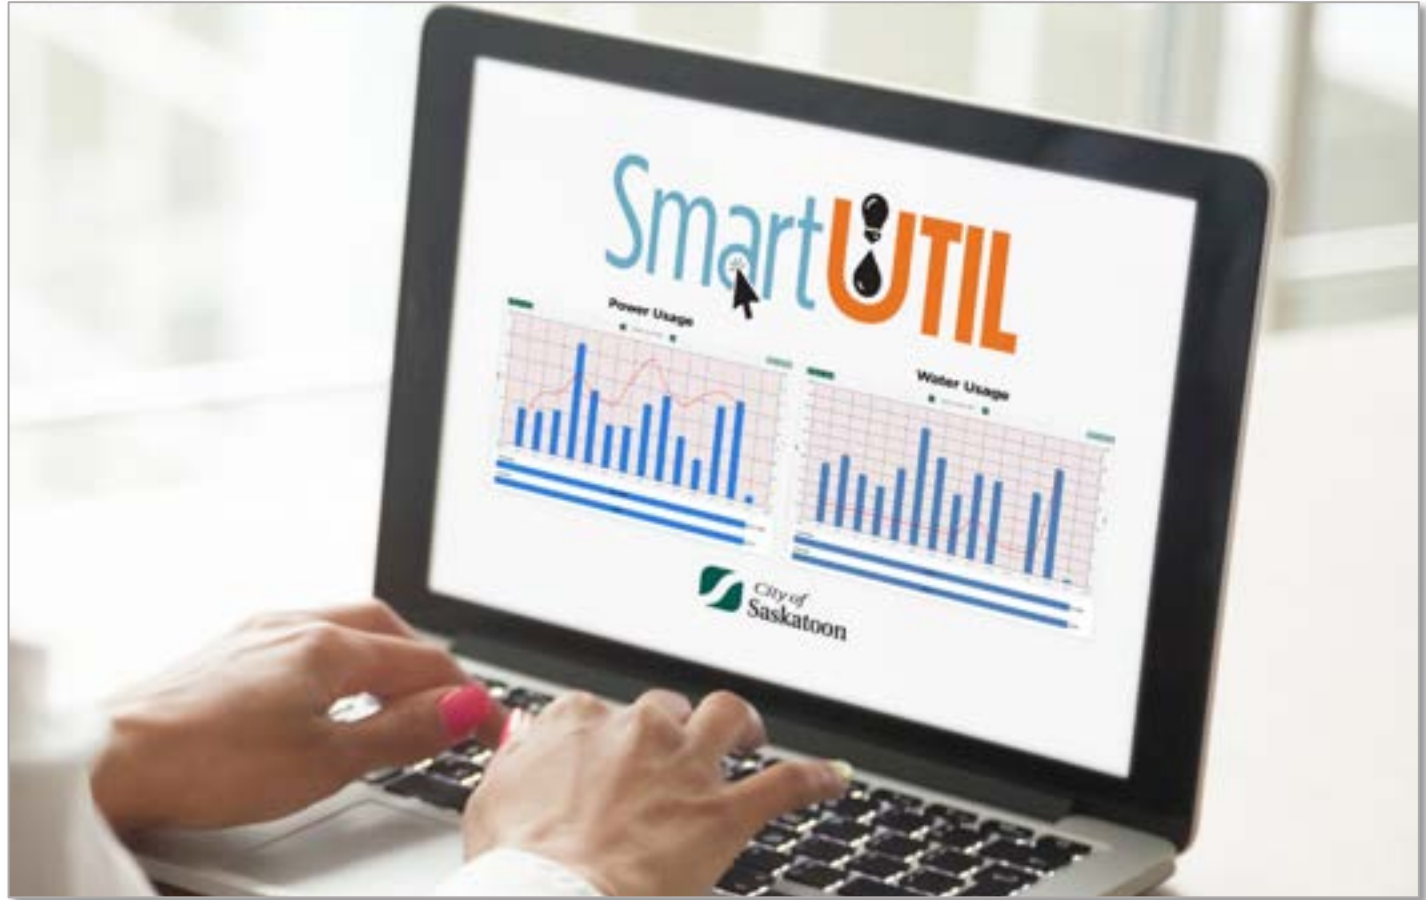 SmartUTIL
Power Usage
Water Usage
City of
Saskatoon